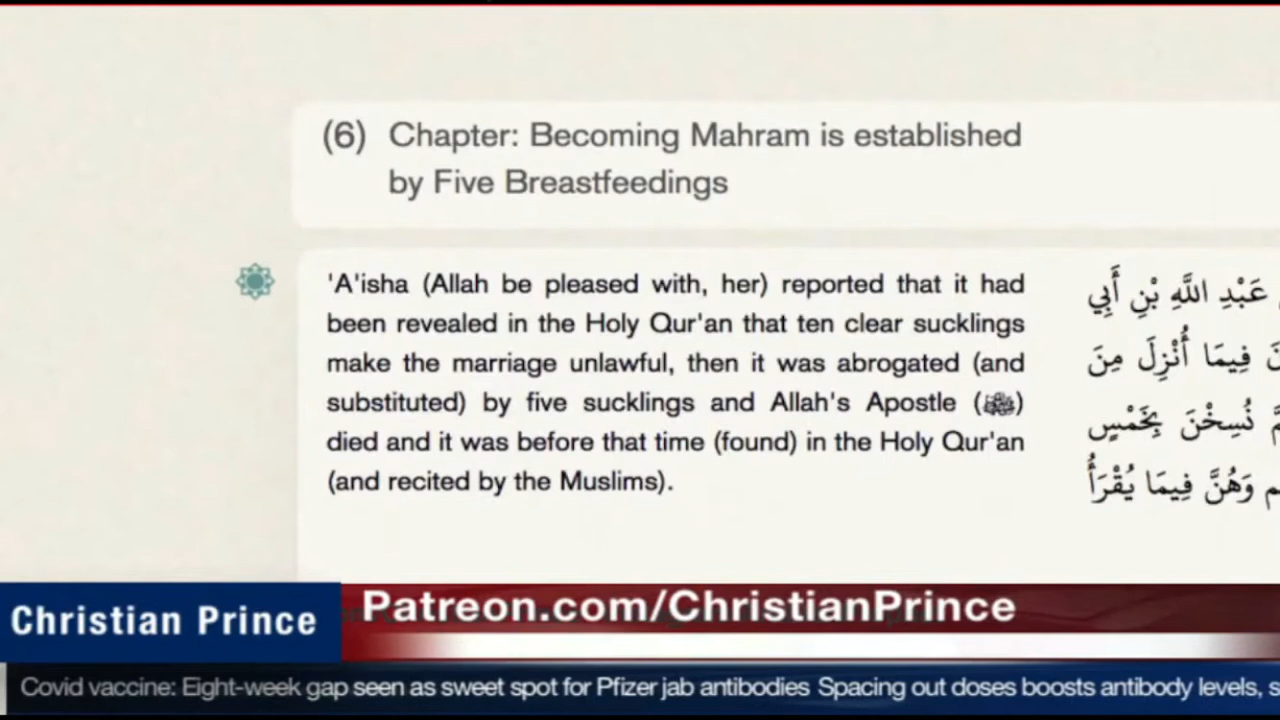 (6) Chapter: Becoming Mahram is established
by Five Breastfeedings
'A'isha (Allah be pleased with, her) reported that it had
been revealed in the Holy Qur'an that ten clear sucklings
make the marriage unlawful, then it was abrogated (and
substituted) by five sucklings and Allah's Apostle (ﷺ)
died and it was before that time (found) in the Holy Qur'an
(and recited by the Muslims).
عَبْدِ اللَّهِ بْنِ أَبِي
فِيمَا أُنْزِلَ مِنَ
نُسِخْنَ بِخَمْسٍ
وَهُنَّ فِيمَا يُقْرَأُ
Christian Prince
Patreon.com/ChristianPrince
Covid vaccine: Eight-week gap seen as sweet spot for Pfizer jab antibodies Spacing out doses boosts antibody levels,